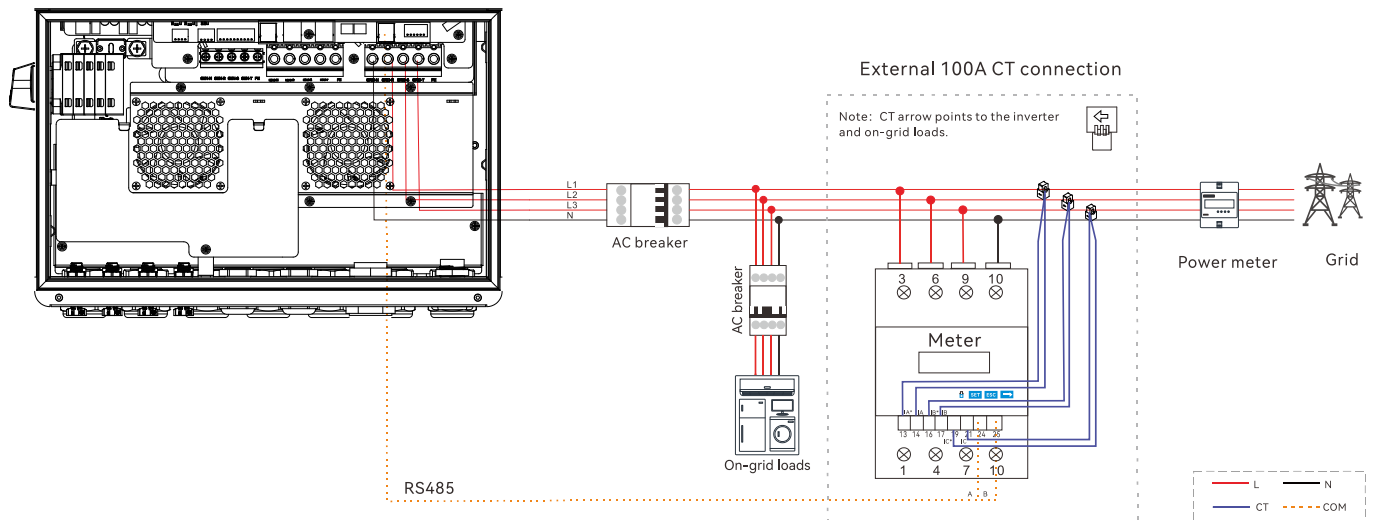 External 100A CT connection
Note: CT arrow points to the inverter
and on-grid loads.
L1
L2
L3
N
AC breaker
AC breaker
On-grid loads
3
6
9
10
Meter
SET
ESC
IA*
IA
IB*
IB
13
14
16
17
19
21
24
25
IC*
IC
1
4
7
10
A
B
RS485
Power meter
Grid
L
N
CT
COM